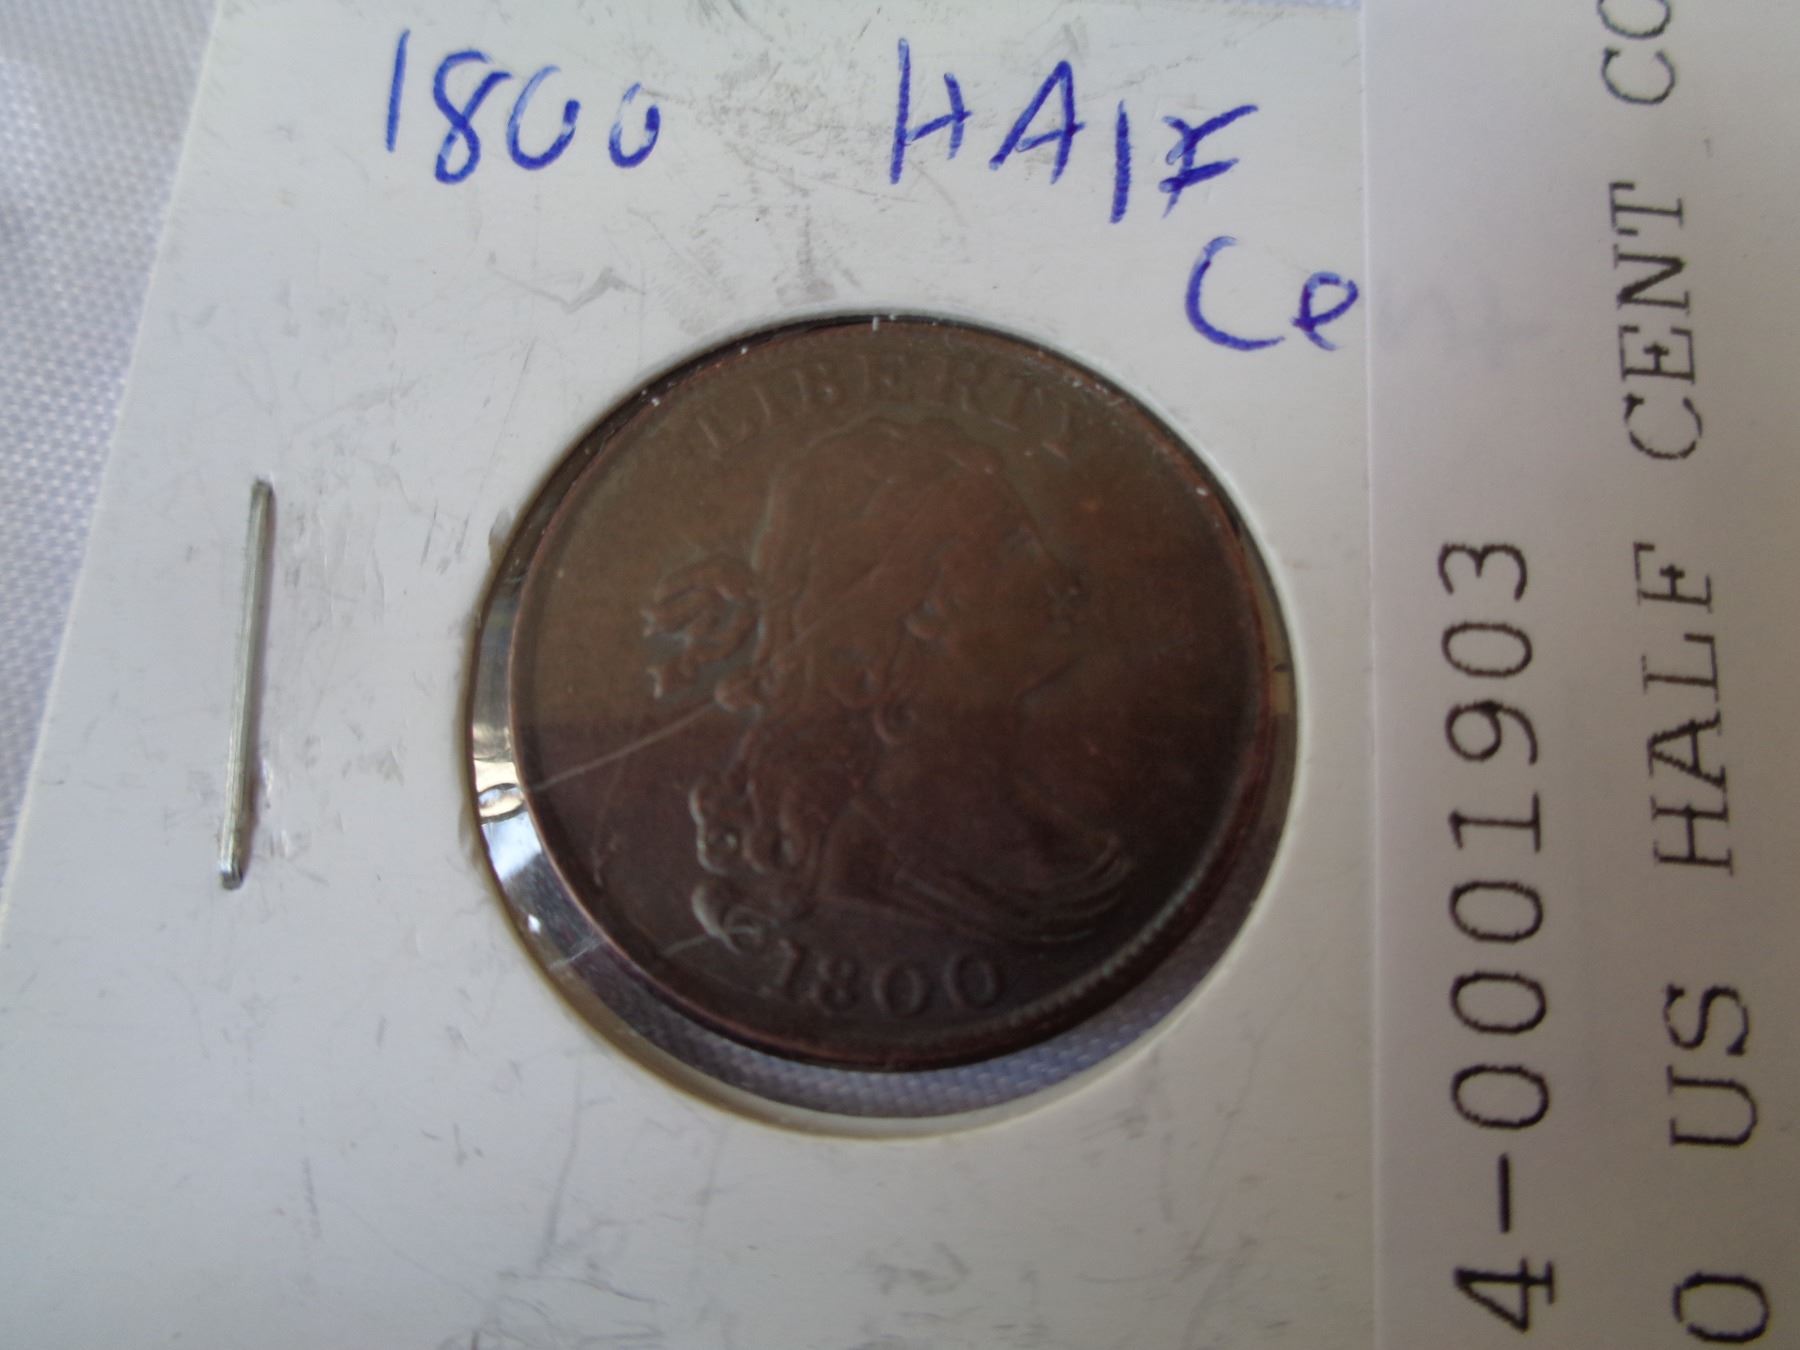 1800 HAlF
Ce
LIBERTY
1800
4-0001903
0 US HALF CENT CO